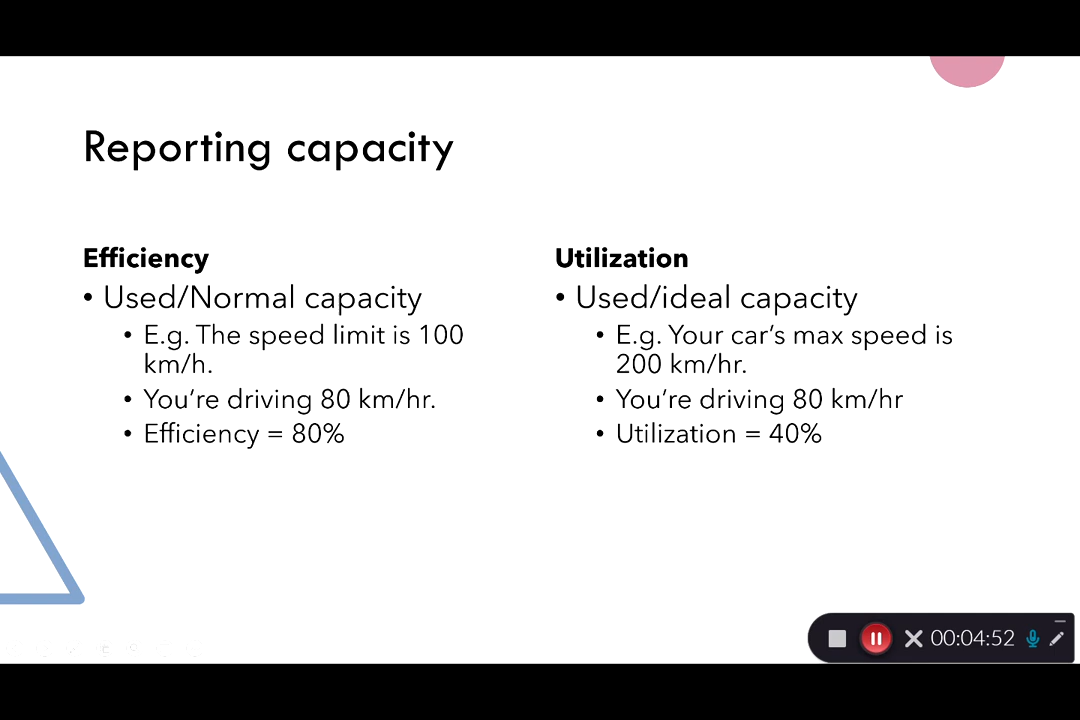 Reporting capacity
Efficiency
• Used/Normal capacity
• E.g. The speed limit is 100
km/h.
• You're driving 80 km/hr.
• Efficiency = 80%
Utilization
• Used/ideal capacity
• E.g. Your car's max speed is
200 km/hr.
• You're driving 80 km/hr
• Utilization = 40%
00:04:52